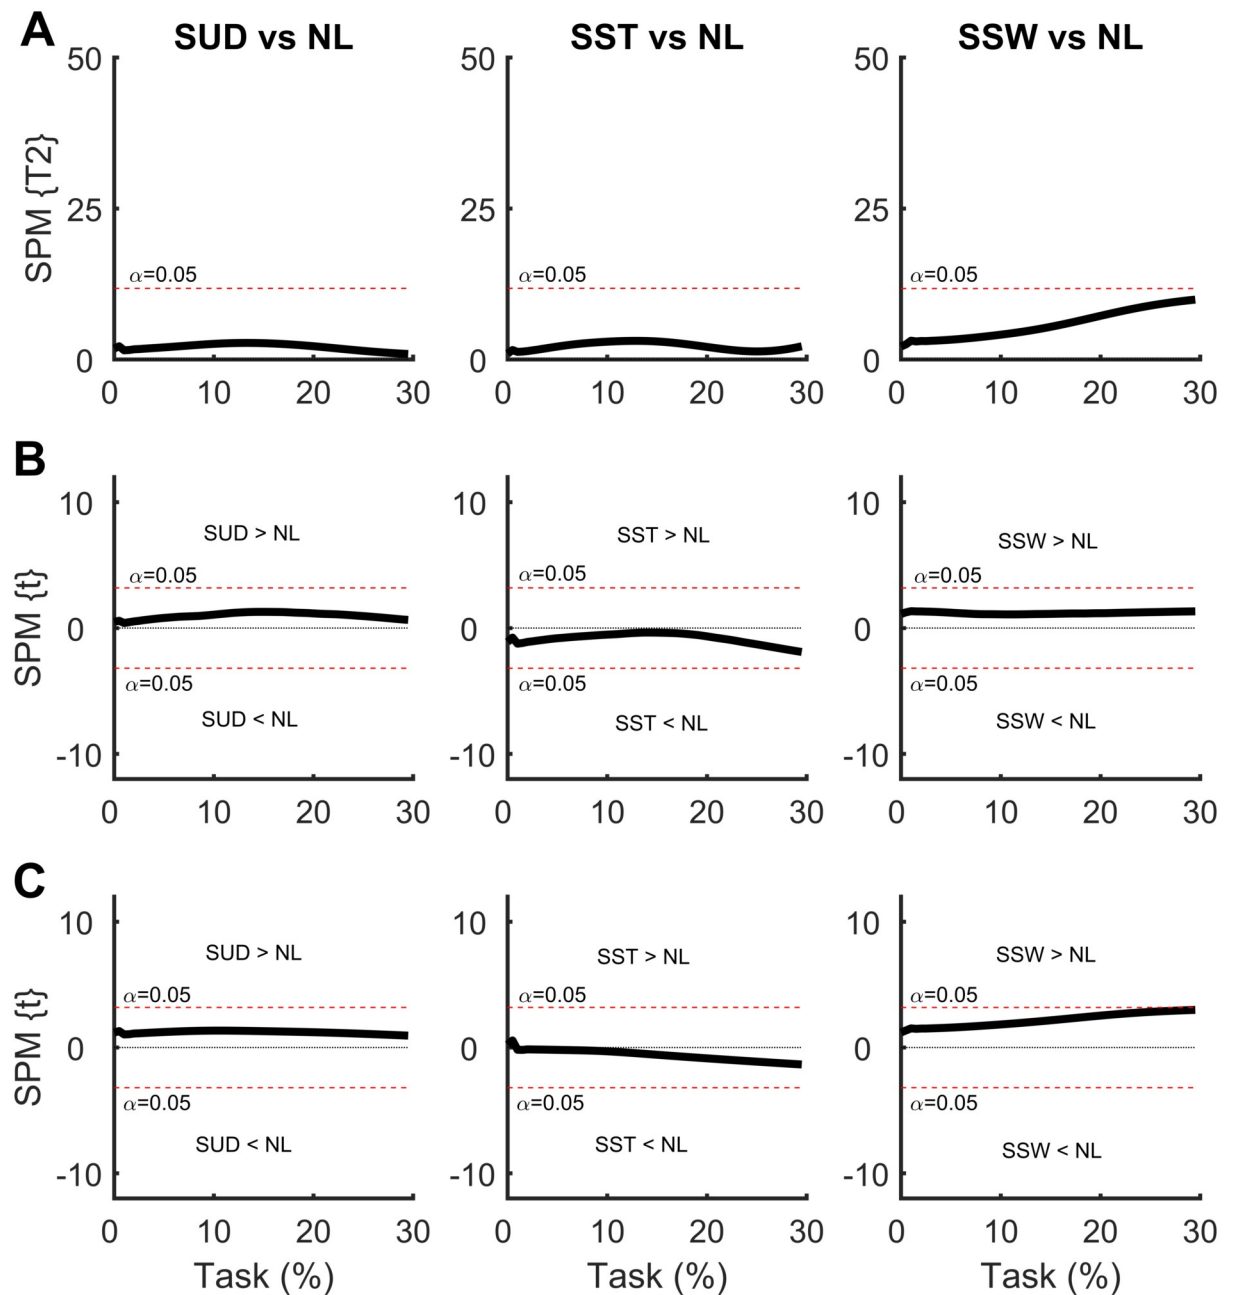 A
SUD vs NL
SST vs NL
SSW vs NL
SPM {T2}
50
25
0
α=0.05
0 10 20 30
50
25
0
α=0.05
0 10 20 30
50
25
0
α=0.05
0 10 20 30
B
SPM {t}
10
0
-10
SUD > NL
α=0.05
α=0.05
SUD < NL
0 10 20 30
10
0
-10
SST > NL
α=0.05
α=0.05
SST < NL
0 10 20 30
10
0
-10
SSW > NL
α=0.05
α=0.05
SSW < NL
0 10 20 30
C
SPM {t}
10
0
-10
SUD > NL
α=0.05
α=0.05
SUD < NL
0 10 20 30
Task (%)
10
0
-10
SST > NL
α=0.05
α=0.05
SST < NL
0 10 20 30
Task (%)
10
0
-10
SSW > NL
α=0.05
α=0.05
SSW < NL
0 10 20 30
Task (%)